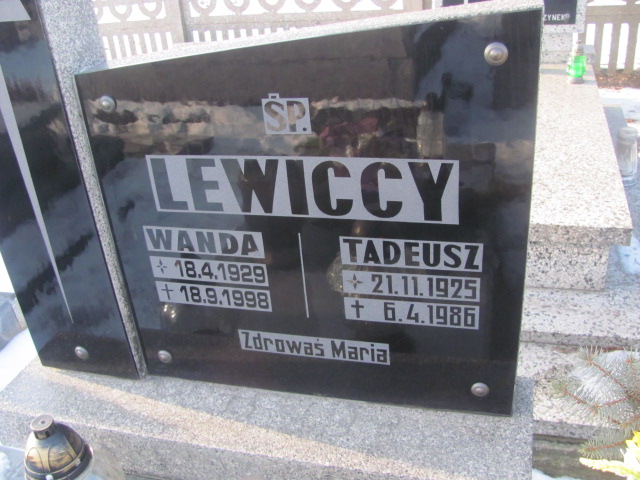 ŚP.
LEWICCY
WANDA
18.4.1929
✝ 18.9.1998
TADEUSZ
21.11.1925
✝ 6.4.1986
Zdrowaś Maria